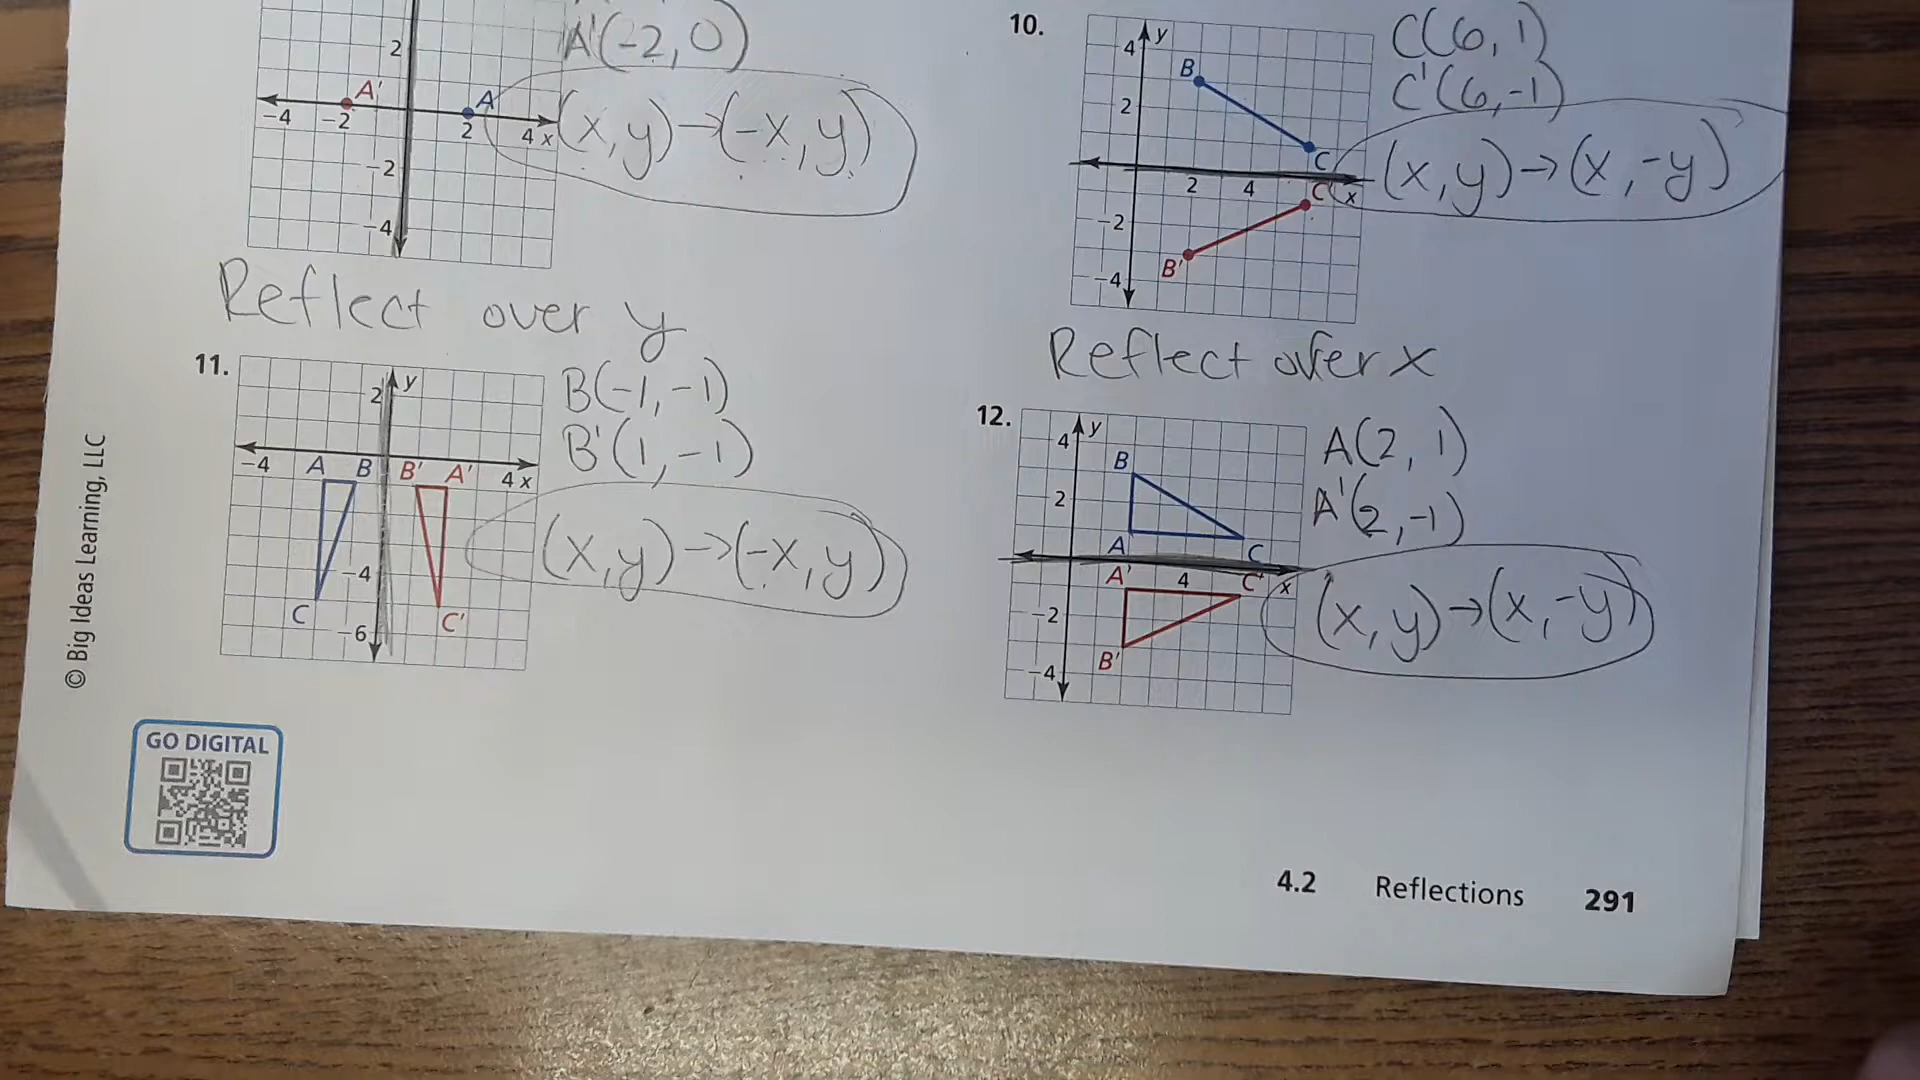 A'(-2, 0)
2
A'
A
-4
-2
2
4 x
(x,y)→(-x,y)
-2
-4
Reflect over y
10.
y
4
B
2
C
2
4
C'
x
-2
B'
-4
C(6, 1)
C'(6,-1)
(x,y)→(x,-y)
Reflect over x
11.
y
2
-4
A
B
B'
A'
4 x
-4
C
C'
-6
B(-1,-1)
B'(1,-1)
(x,y)→(-x,y)
12.
y
4
B
2
A
C
A'
4
C'
x
-2
B'
-4
A(2, 1)
A'(2,-1)
(x,y)→(x,-y)
© Big Ideas Learning, LLC
GO DIGITAL
4.2 Reflections 291